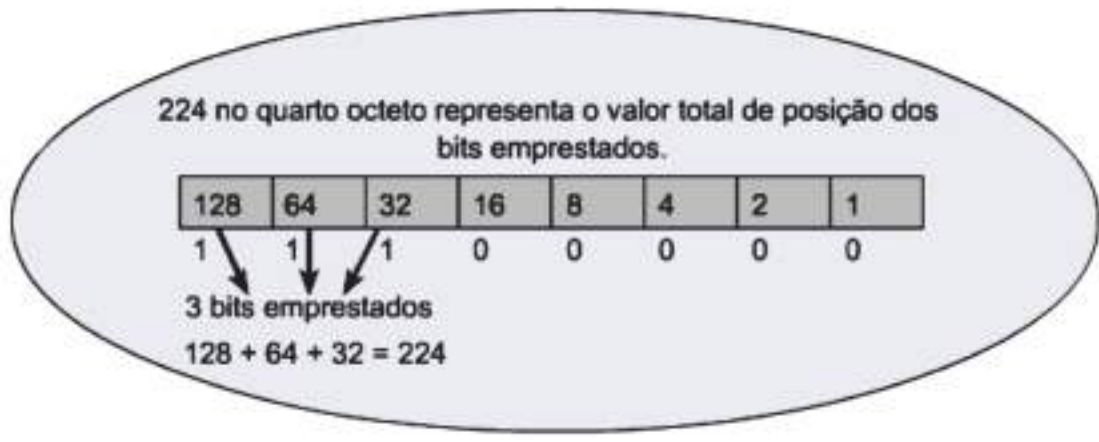 224 no quarto octeto representa o valor total de posição dos
bits emprestados.
128 64 32 16 8 4 2 1
1 1 1 0 0 0 0 0
3 bits emprestados
128 + 64 + 32 = 224